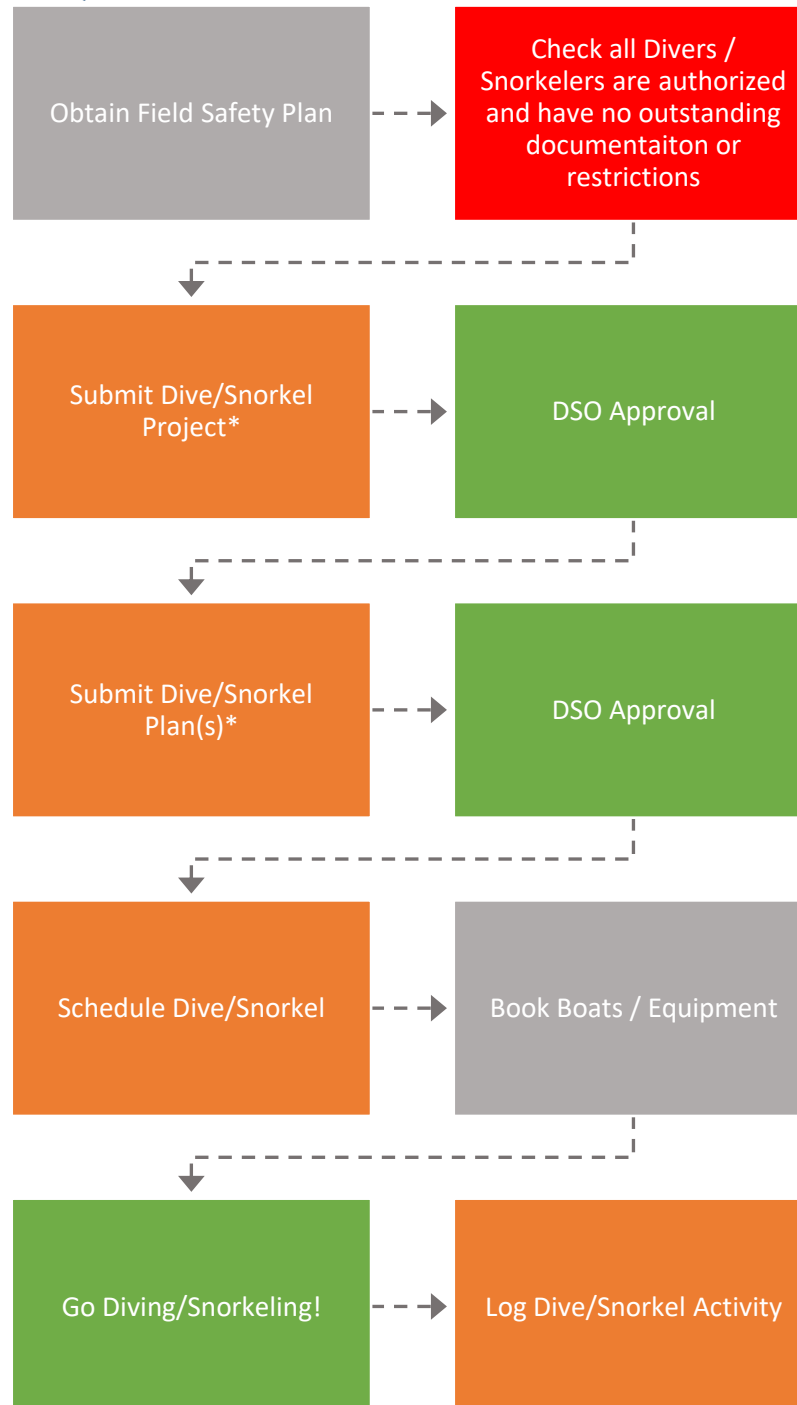 Obtain Field Safety Plan
Check all Divers /
Snorkelers are authorized
and have no outstanding
documentaiton or
restrictions
Submit Dive/Snorkel
Project*
DSO Approval
Submit Dive/Snorkel
Plan(s)*
DSO Approval
Schedule Dive/Snorkel
Book Boats / Equipment
Go Diving/Snorkeling!
Log Dive/Snorkel Activity